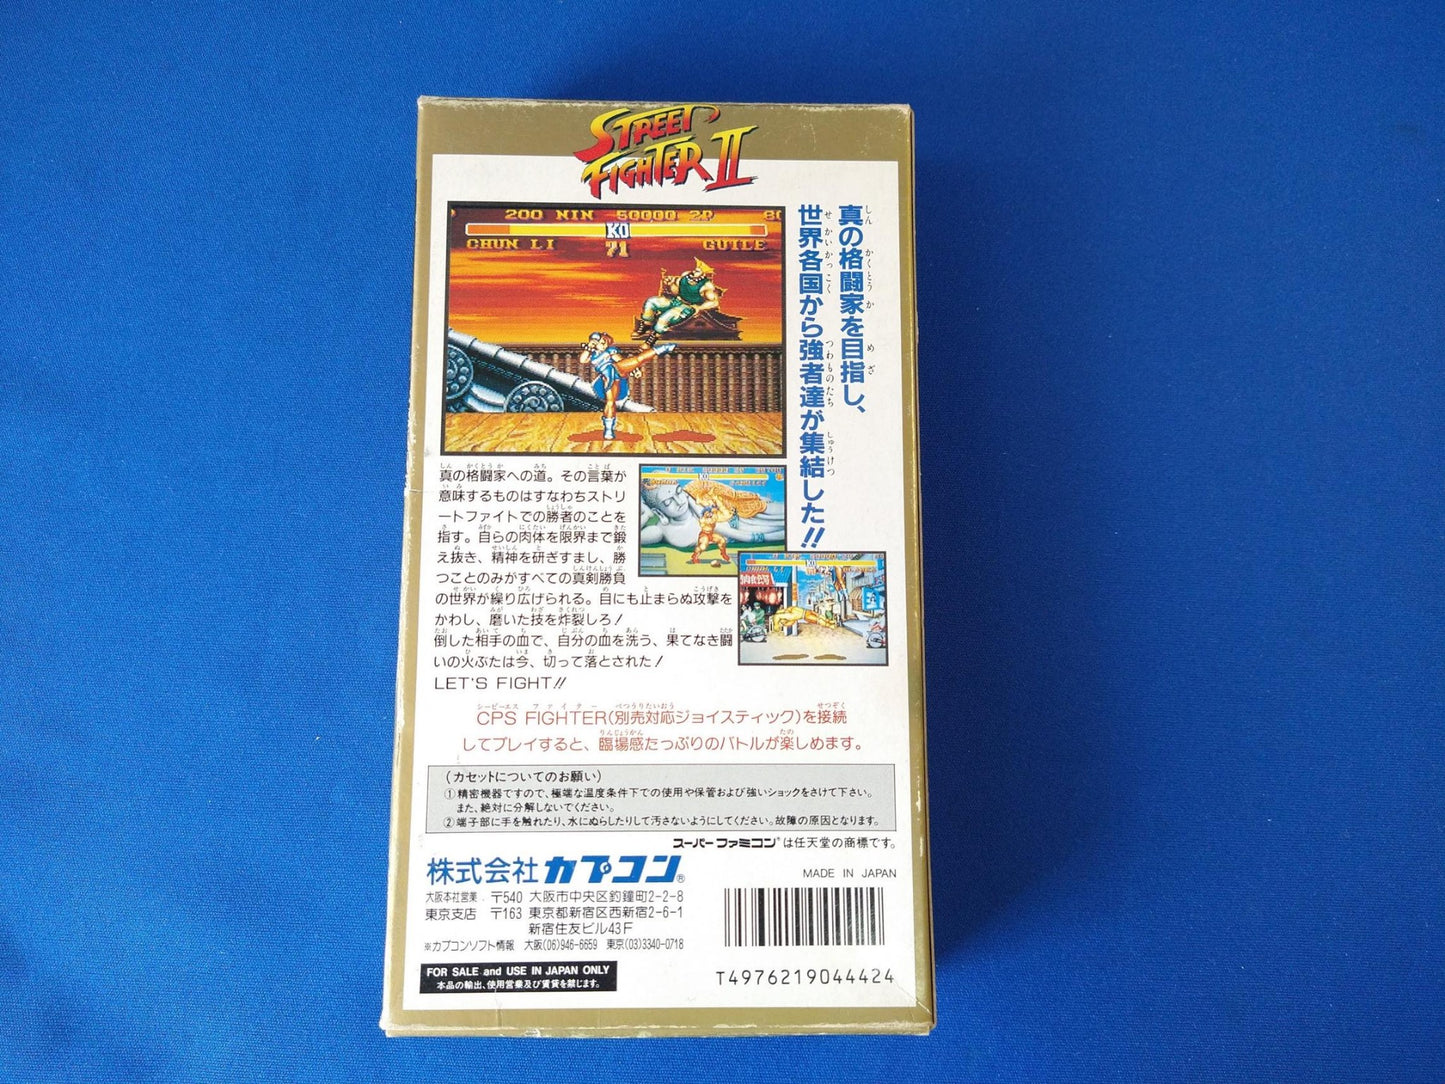 STREET
FIGHTER II
真の格闘家を目指し、
世界各国から強者達が集結した!!
200 NIN 50000 2P
KO
CHUN LI 71 GUILE
真の格闘家への道。その言葉が
意味するものはすなわちストリ
ートファイトでの勝者のことを
指す。自らの肉体を限界まで鍛
え抜き、精神を研ぎすまし、勝
つことのみがすべての真剣勝負
の世界が繰り広げられる。目にも止まらぬ攻撃を
かわし、磨いた技を炸裂しろ!
倒した相手の血で、自分の血を洗う、果てなき闘
いの火ぶたは今、切って落とされた!
LET'S FIGHT!!
CPS FIGHTER(別売対応ジョイスティック)を接続
してプレイすると、臨場感たっぷりのバトルが楽しめます。
(カセットについてのお願い)
①精密機器ですので、極端な温度条件下での使用や保管および強いショックをさけて下さい。
また、絶対に分解しないでください。
②端子部に手を触れたり、水にぬらしたりして汚さないようにしてください。故障の原因となります。
スーパーファミコン®は任天堂の商標です。
株式会社カプコン®
MADE IN JAPAN
大阪本社営業 〒540 大阪市中央区釣鐘町2-2-8
東京支店 〒163 東京都新宿区西新宿2-6-1
新宿住友ビル43F
※カプコンソフト情報 大阪(06)946-6659 東京(03)3340-0718
FOR SALE and USE IN JAPAN ONLY
本品の輸出、使用営業及び賃貸を禁じます。
T4976219044424